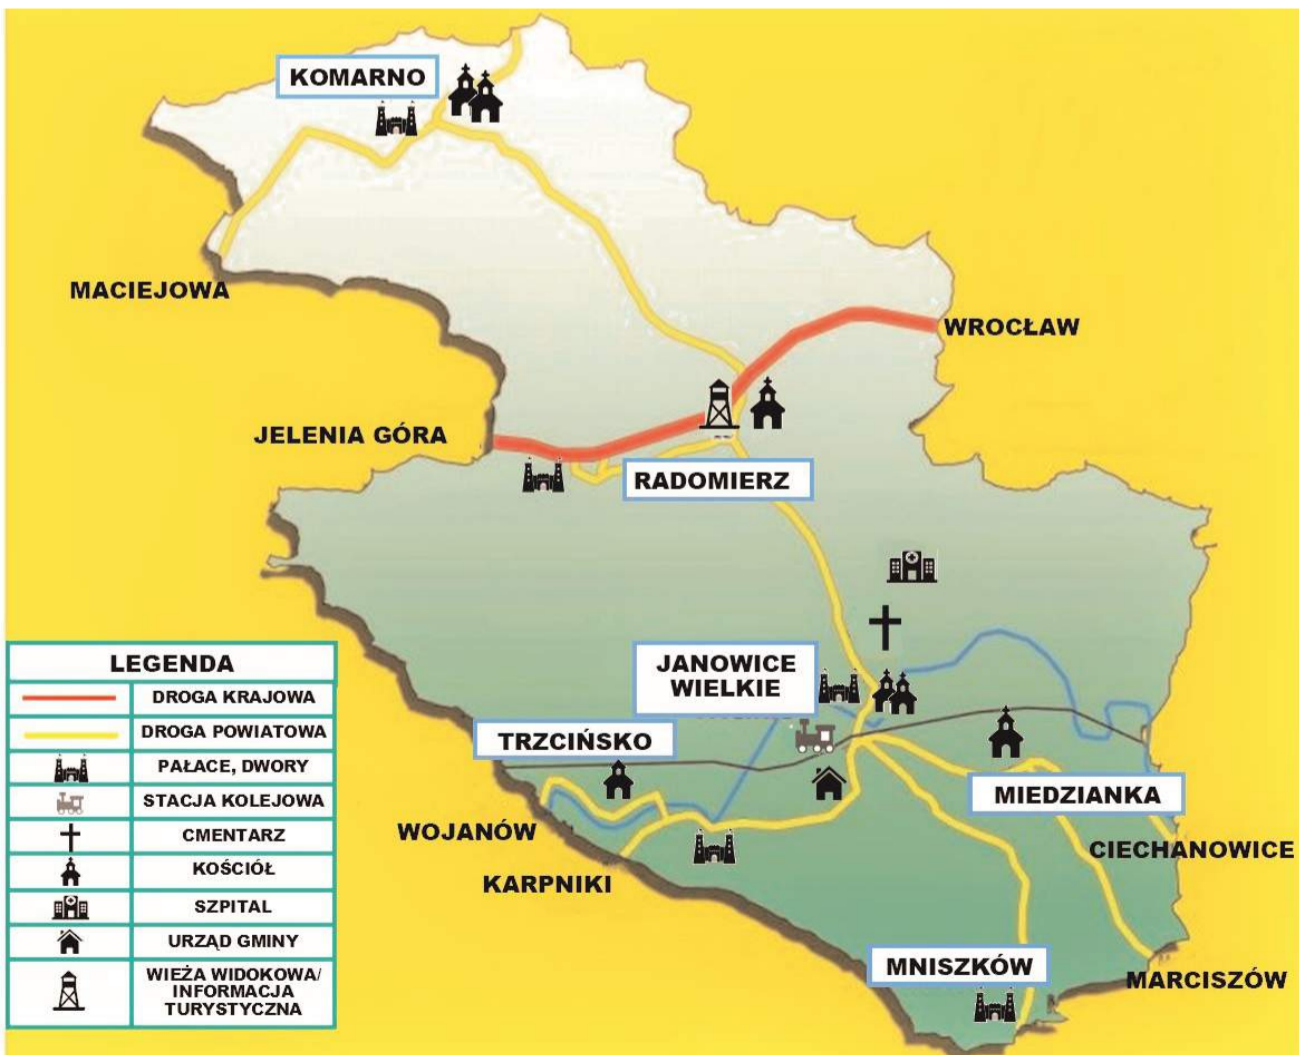 KOMARNO
MACIEJOWA
WROCŁAW
JELENIA GÓRA
RADOMIERZ
JANOWICE
WIELKIE
TRZCIŃSKO
MIEDZIANKA
WOJANÓW
CIECHANOWICE
KARPNIKI
MNISZKÓW
MARCISZÓW
LEGENDA
DROGA KRAJOWA
DROGA POWIATOWA
PAŁACE, DWORY
STACJA KOLEJOWA
CMENTARZ
KOŚCIÓŁ
SZPITAL
URZĄD GMINY
WIEŻA WIDOKOWA/
INFORMACJA
TURYSTYCZNA